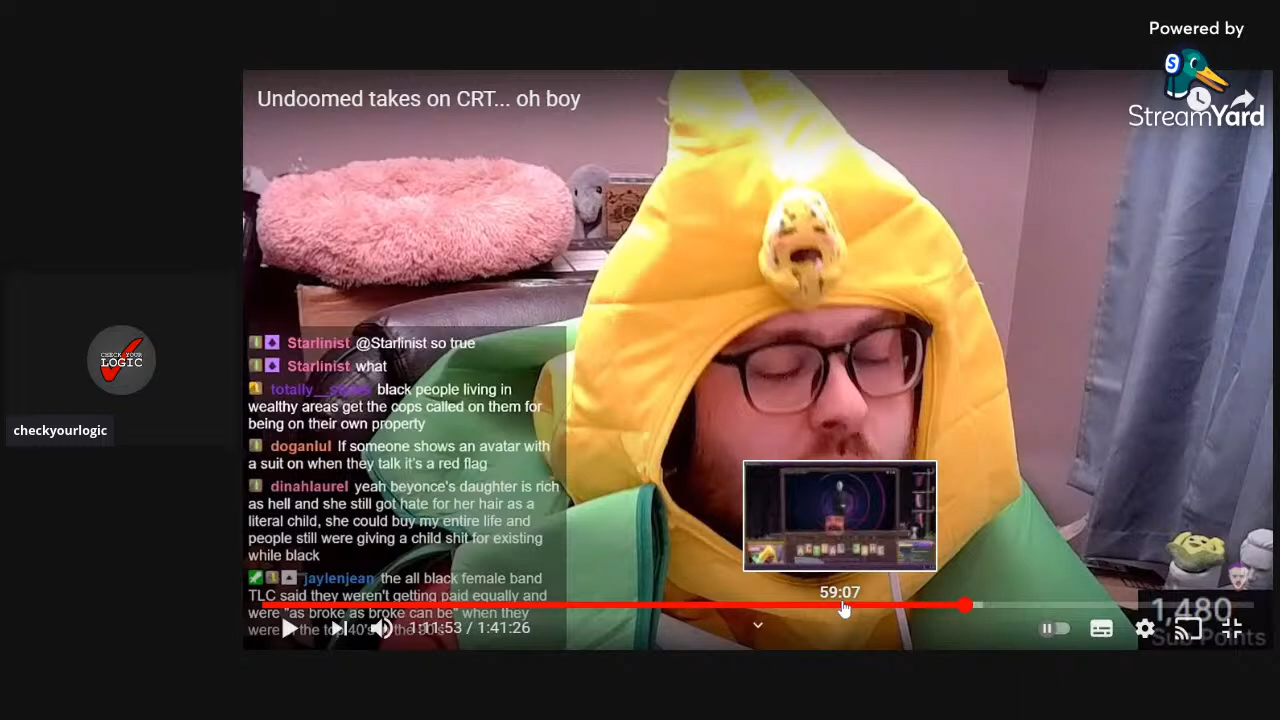 Powered by
StreamYard
Undoomed takes on CRT... oh boy
Starlinist @Starlinist so true
Starlinist what
black people living in
wealthy areas get the cops called on them for
being on their own property
doganlul If someone shows an avatar with
a suit on when they talk it's a red flag
dinahlaurel yeah beyonce's daughter is rich
as hell and she still got hate for her hair as a
literal child, she could buy my entire life and
people still were giving a child shit for existing
while black
jaylenjean the all black female band
TLC said they weren't getting paid equally and
were "as broke as broke can be" when they
were the top 40's
CHECK YOUR
LOGIC
checkyourlogic
59:07
1:11:53 / 1:41:26
1,480
Sub Points